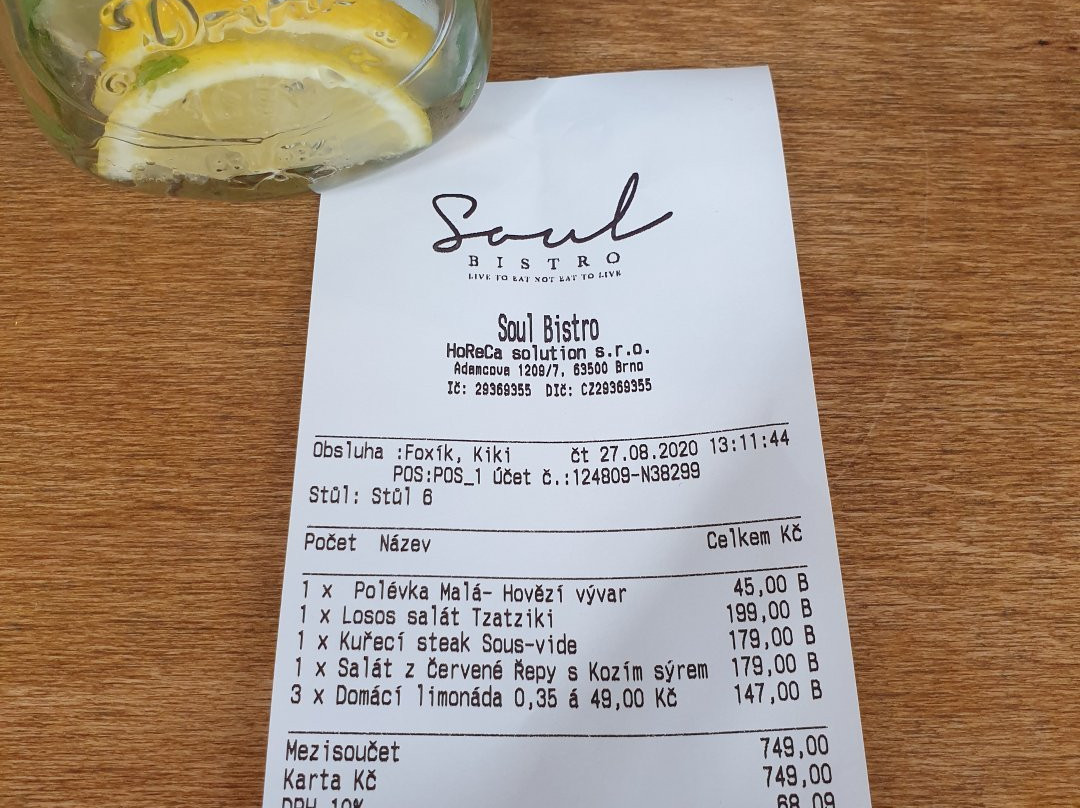 Soul
BISTRO
LIVE TO EAT NOT EAT TO LIVE
Soul Bistro
HoReCa solution s.r.o.
Adamcova 1209/7, 63500 Brno
IČ: 29369355 DIČ: CZ29369355
Obsluha :Foxík, Kiki čt 27.08.2020 13:11:44
POS:POS_1 účet č.:124809-N38299
Stůl: Stůl 6
Počet Název Celkem Kč
1 x Polévka Malá- Hovězí vývar 45,00 B
1 x Losos salát Tzatziki 199,00 B
1 x Kuřecí steak Sous-vide 179,00 B
1 x Salát z Červené Řepy s Kozím sýrem 179,00 B
3 x Domácí limonáda 0,35 á 49,00 Kč 147,00 B
Mezisoučet 749,00
Karta Kč 749,00
DPH 10% 68,09